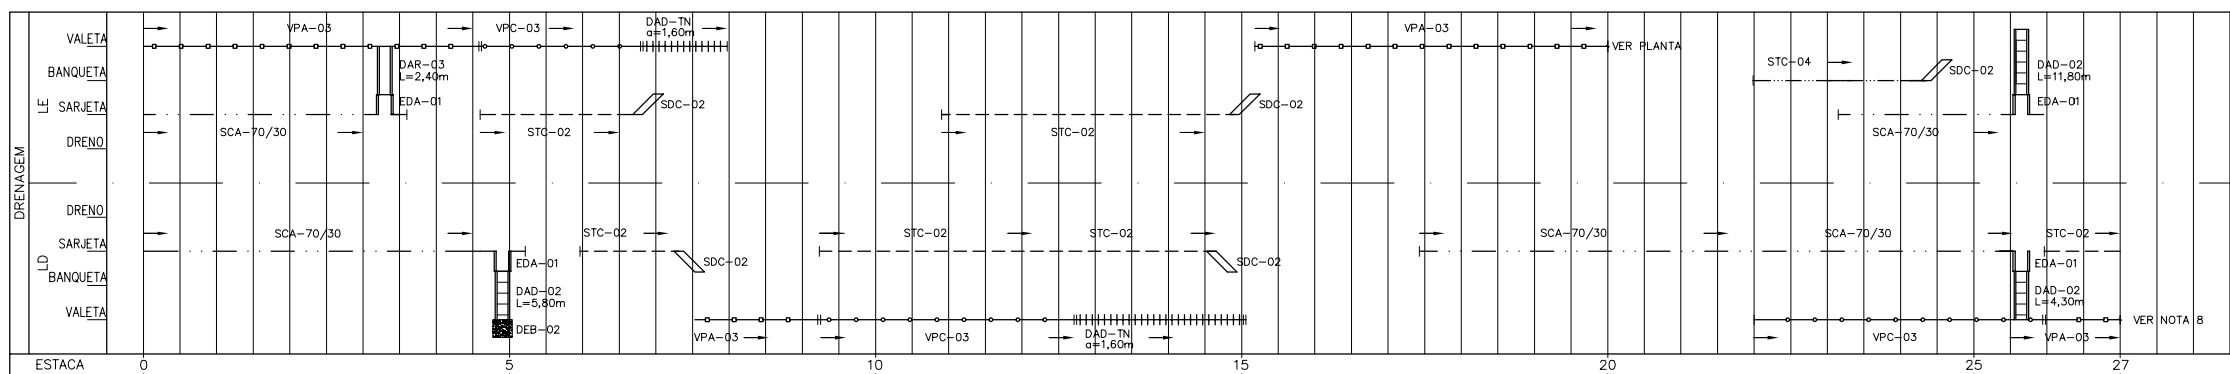 DRENAGEM
LE
LD
VALETA
BANQUETA
SARJETA
DRENO
DRENO
SARJETA
BANQUETA
VALETA
VPA-03
VPC-03
DAD-TN
a=1,60m
VPA-03
VER PLANTA
DAR-03
L=2,40m
EDA-01
SDC-02
SDC-02
STC-04
SDC-02
DAD-02
L=11,80m
EDA-01
SCA-70/30
STC-02
STC-02
SCA-70/30
SCA-70/30
STC-02
STC-02
STC-02
SCA-70/30
SCA-70/30
STC-02
EDA-01
SDC-02
SDC-02
EDA-01
DAD-02
L=5,80m
DEB-02
DAD-02
L=4,30m
VER NOTA 8
VPA-03
VPC-03
DAD-TN
a=1,60m
VPC-03
VPA-03
ESTACA
0
5
10
15
20
25
27